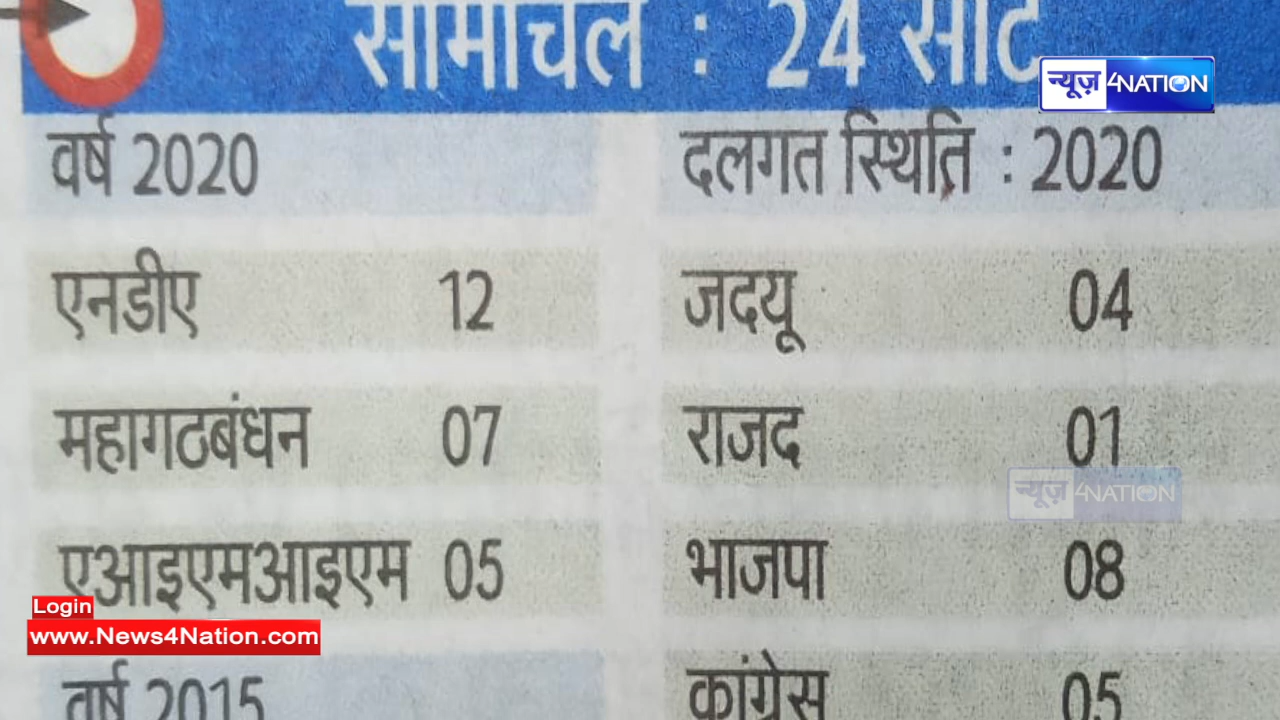 सीमांचल : 24 सीट
न्यूज़ 4NATION
वर्ष 2020
एनडीए 12
महागठबंधन 07
एआइएमआइएम 05
वर्ष 2015
दलगत स्थिति : 2020
जदयू 04
राजद 01
न्यूज़ 4NATION
भाजपा 08
कांग्रेस 05
Login
www.News4Nation.com